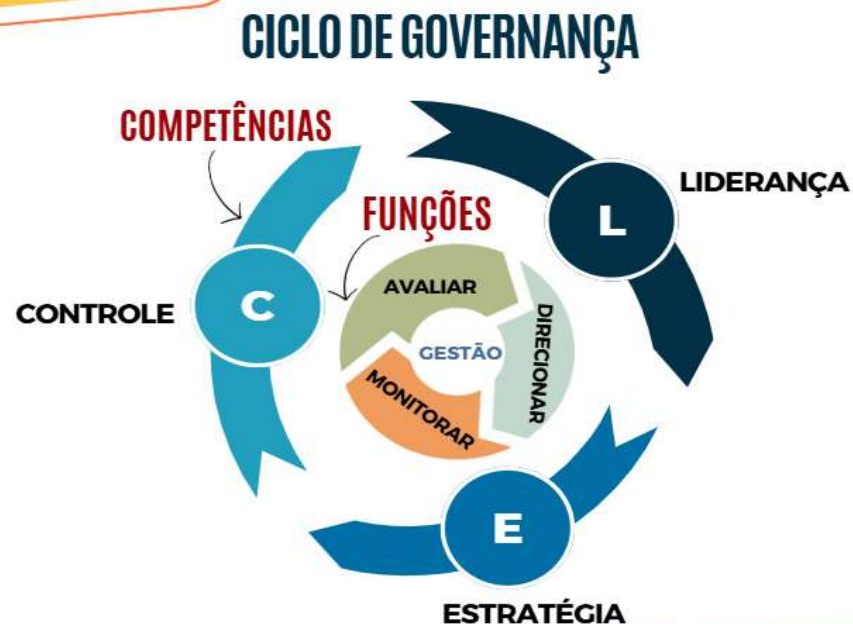 CICLO DE GOVERNANÇA
COMPETÊNCIAS
LIDERANÇA
L
FUNÇÕES
AVALIAR
C
CONTROLE
DIRECIONAR
GESTÃO
MONITORAR
E
ESTRATÉGIA